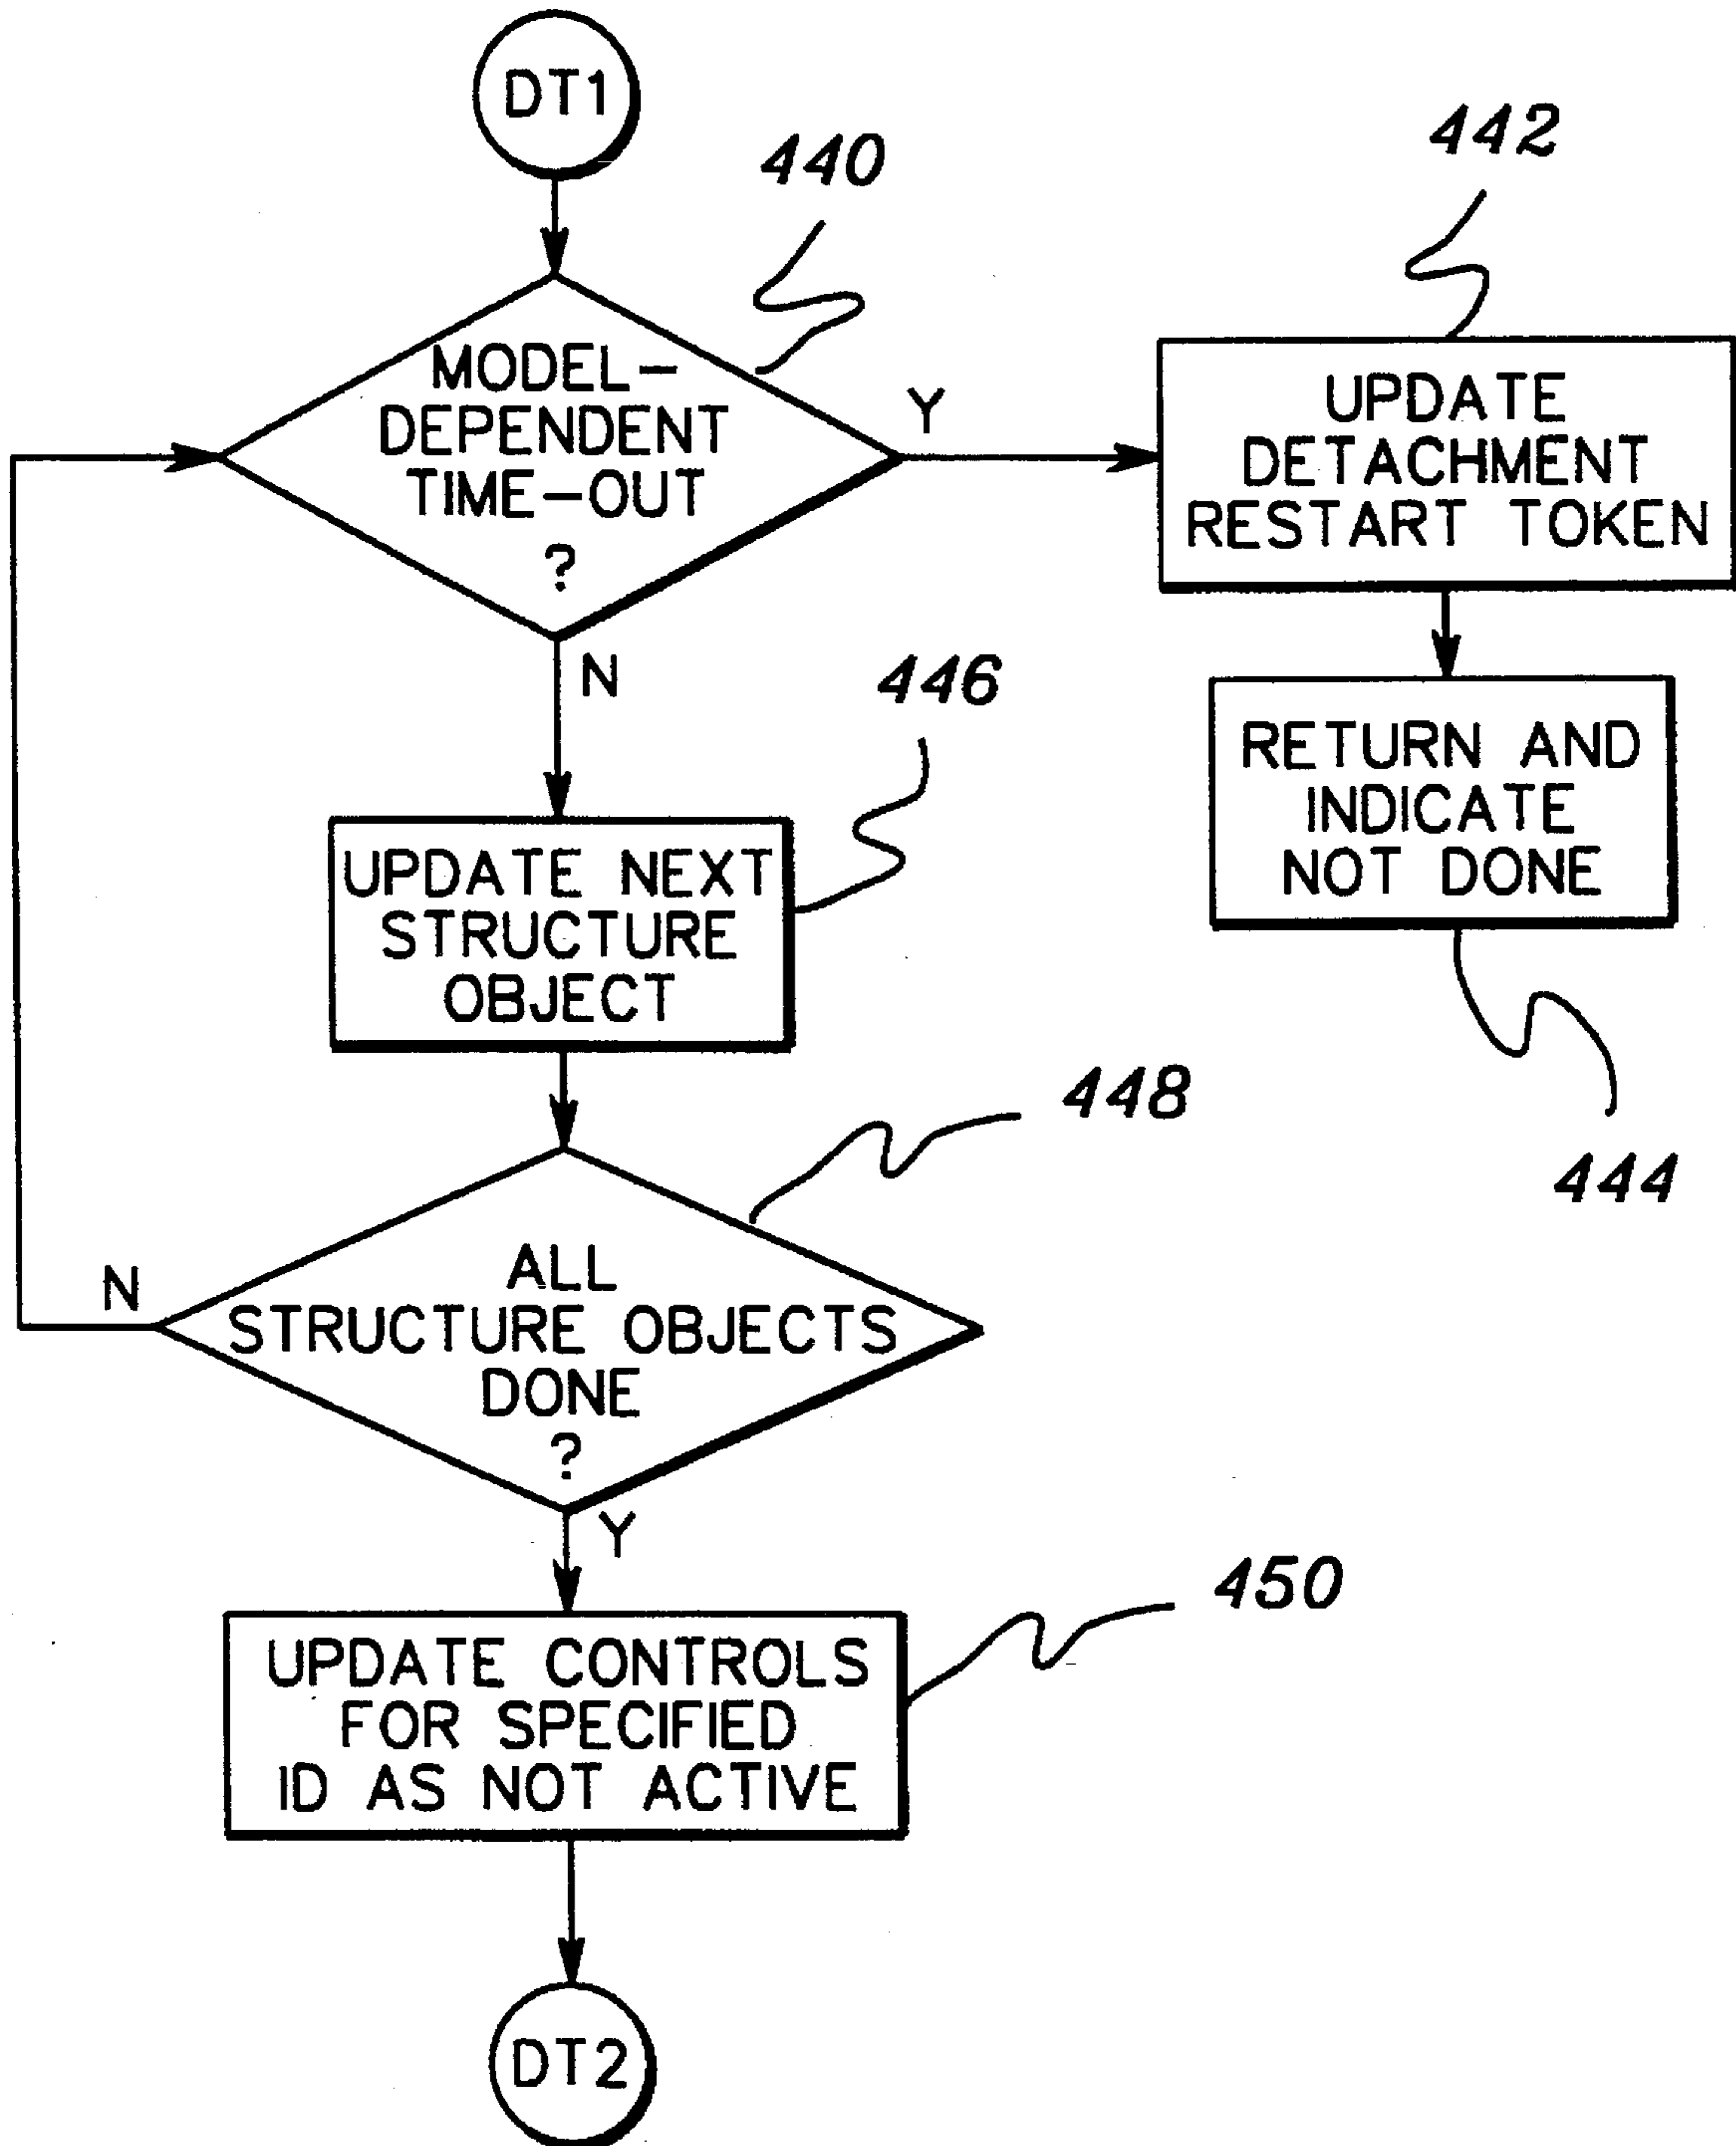 DT1
440
442
MODEL-
DEPENDENT
TIME-OUT
?
Y
N
UPDATE
DETACHMENT
RESTART TOKEN
RETURN AND
INDICATE
NOT DONE
444
446
UPDATE NEXT
STRUCTURE
OBJECT
448
ALL
STRUCTURE OBJECTS
DONE
?
N
Y
450
UPDATE CONTROLS
FOR SPECIFIED
ID AS NOT ACTIVE
DT2